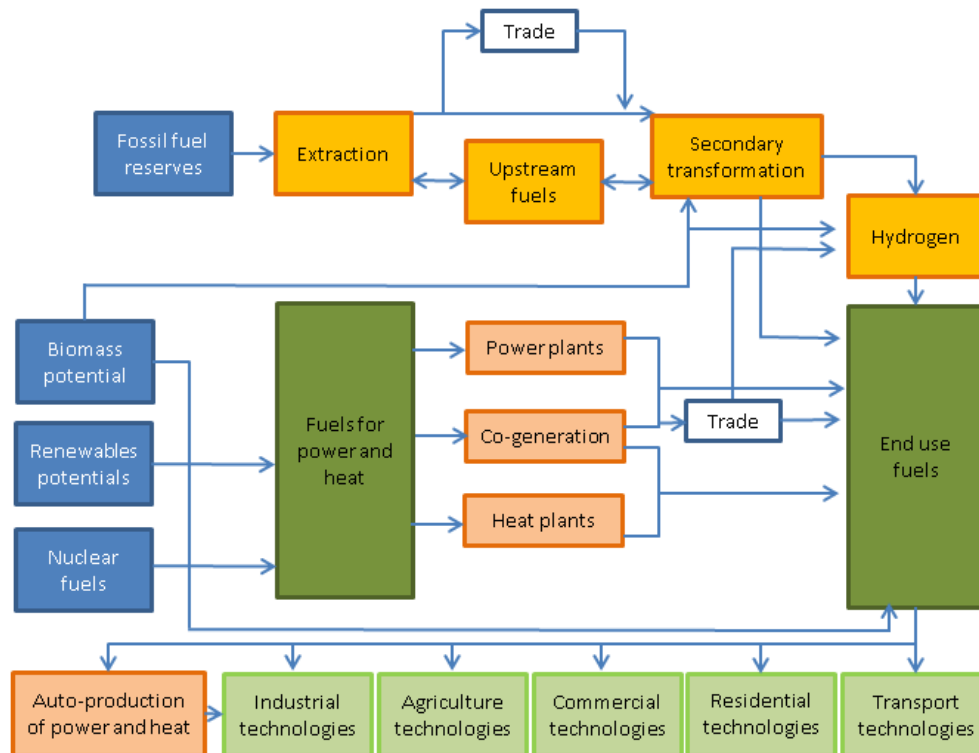 Trade
Fossil fuel
reserves
Extraction
Upstream
fuels
Secondary
transformation
Hydrogen
Biomass
potential
Renewables
potentials
Nuclear
fuels
Fuels for
power and
heat
Power plants
Co-generation
Heat plants
Trade
End use
fuels
Auto-production
of power and heat
Industrial
technologies
Agriculture
technologies
Commercial
technologies
Residential
technologies
Transport
technologies